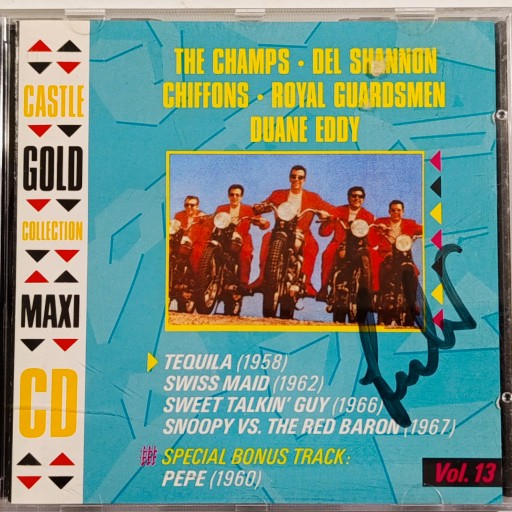 CASTLE
GOLD
COLLECTION
MAXI
CD
THE CHAMPS • DEL SHANNON
CHIFFONS • ROYAL GUARDSMEN
DUANE EDDY
TEQUILA (1958)
SWISS MAID (1962)
SWEET TALKIN' GUY (1966)
SNOOPY VS. THE RED BARON (1967)
SPECIAL BONUS TRACK:
PEPE (1960)
Vol. 13